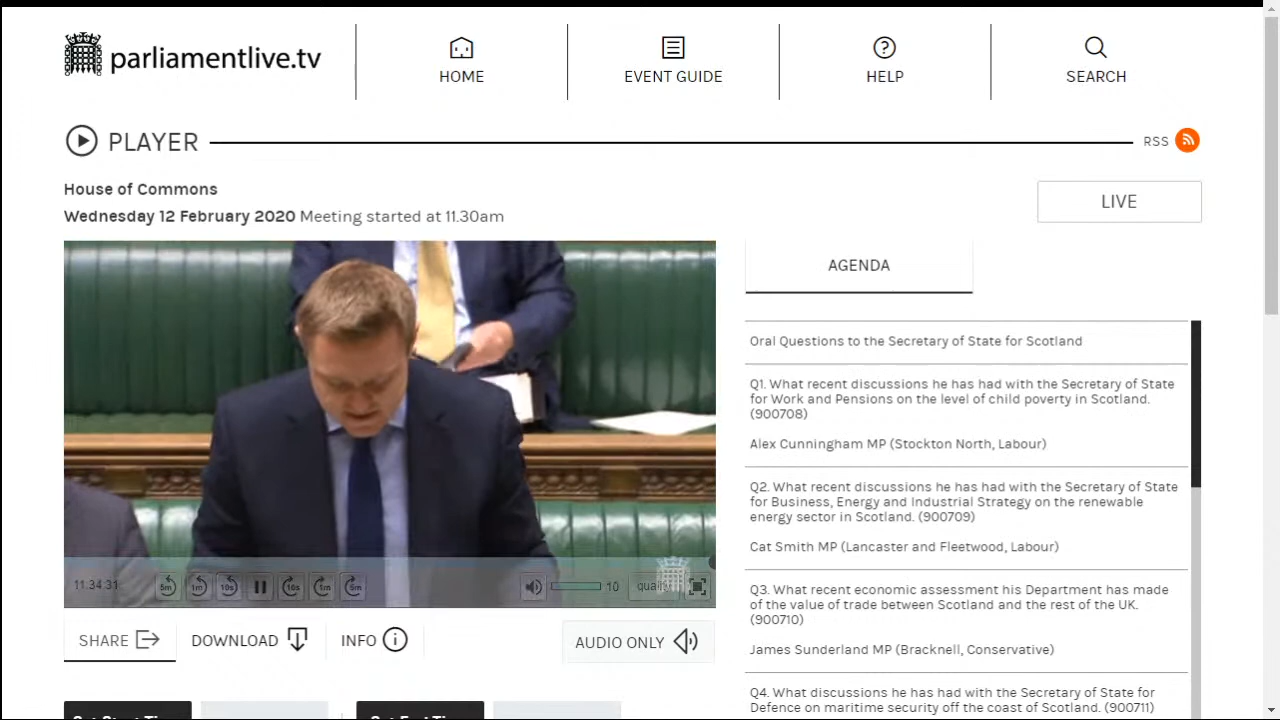 parliamentlive.tv
HOME
EVENT GUIDE
HELP
SEARCH
PLAYER
RSS
House of Commons
Wednesday 12 February 2020 Meeting started at 11.30am
LIVE
AGENDA
Oral Questions to the Secretary of State for Scotland
Q1. What recent discussions he has had with the Secretary of State
for Work and Pensions on the level of child poverty in Scotland.
(900708)
Alex Cunningham MP (Stockton North, Labour)
Q2. What recent discussions he has had with the Secretary of State
for Business, Energy and Industrial Strategy on the renewable
energy sector in Scotland. (900709)
Cat Smith MP (Lancaster and Fleetwood, Labour)
Q3. What recent economic assessment his Department has made
of the value of trade between Scotland and the rest of the UK.
(900710)
James Sunderland MP (Bracknell, Conservative)
Q4. What discussions he has had with the Secretary of State for
Defence on maritime security off the coast of Scotland. (900711)
11.34.31
5m
1m
10s
10s
1m
5m
10
SHARE
DOWNLOAD
INFO
AUDIO ONLY